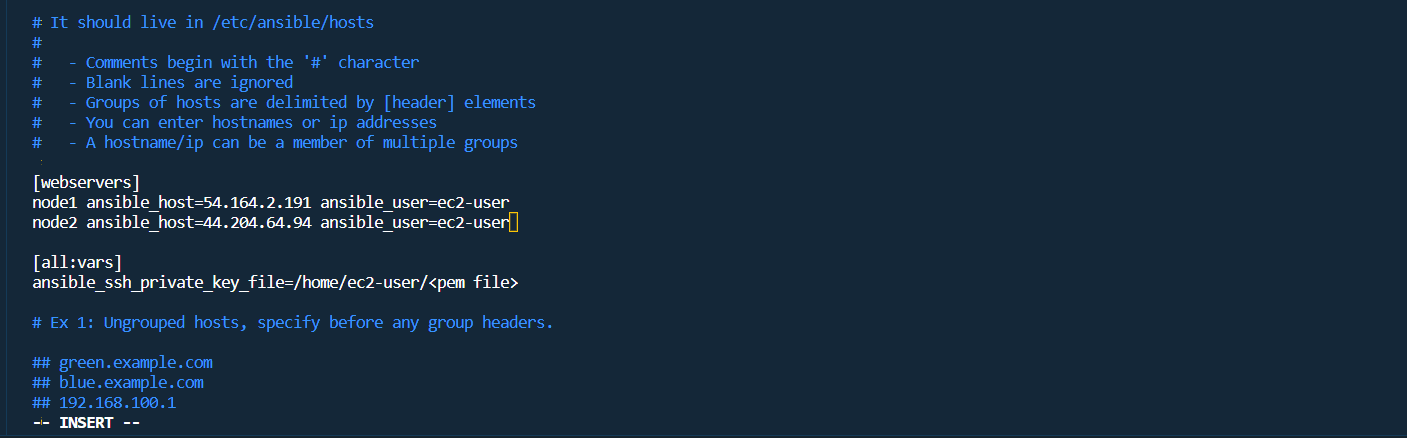 # It should live in /etc/ansible/hosts
#
#   - Comments begin with the '#' character
#   - Blank lines are ignored
#   - Groups of hosts are delimited by [header] elements
#   - You can enter hostnames or ip addresses
#   - A hostname/ip can be a member of multiple groups
[webservers]
node1 ansible_host=54.164.2.191 ansible_user=ec2-user
node2 ansible_host=44.204.64.94 ansible_user=ec2-user
[all:vars]
ansible_ssh_private_key_file=/home/ec2-user/<pem file>
# Ex 1: Ungrouped hosts, specify before any group headers.
## green.example.com
## blue.example.com
## 192.168.100.1
-- INSERT --